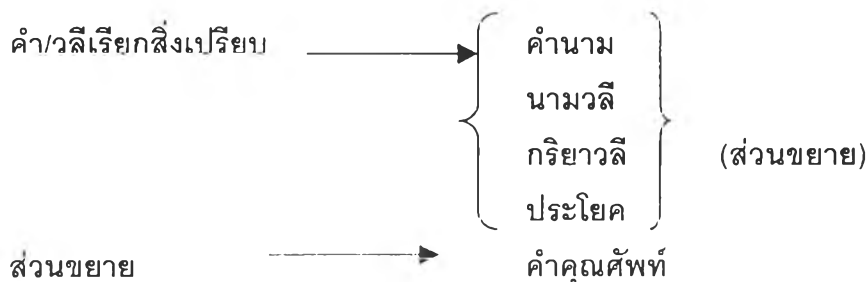 คำ/วลีเรียกสิ่งเปรียบ คำนาม
นามวลี
กริยาวลี (ส่วนขยาย)
ประโยค
ส่วนขยาย คำคุณศัพท์